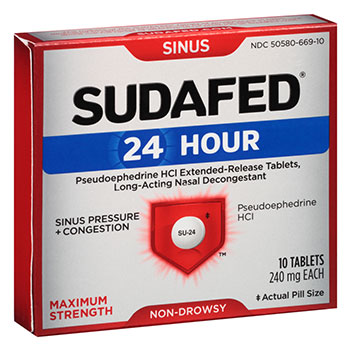 SINUS
NDC 50580-669-10
SUDAFED®
24 HOUR
Pseudoephedrine HCl Extended-Release Tablets,
Long-Acting Nasal Decongestant
SINUS PRESSURE
+ CONGESTION
Pseudoephedrine
HCl
‡
SU-24
™
10 TABLETS
240 mg EACH
‡ Actual Pill Size
MAXIMUM
STRENGTH
NON-DROWSY